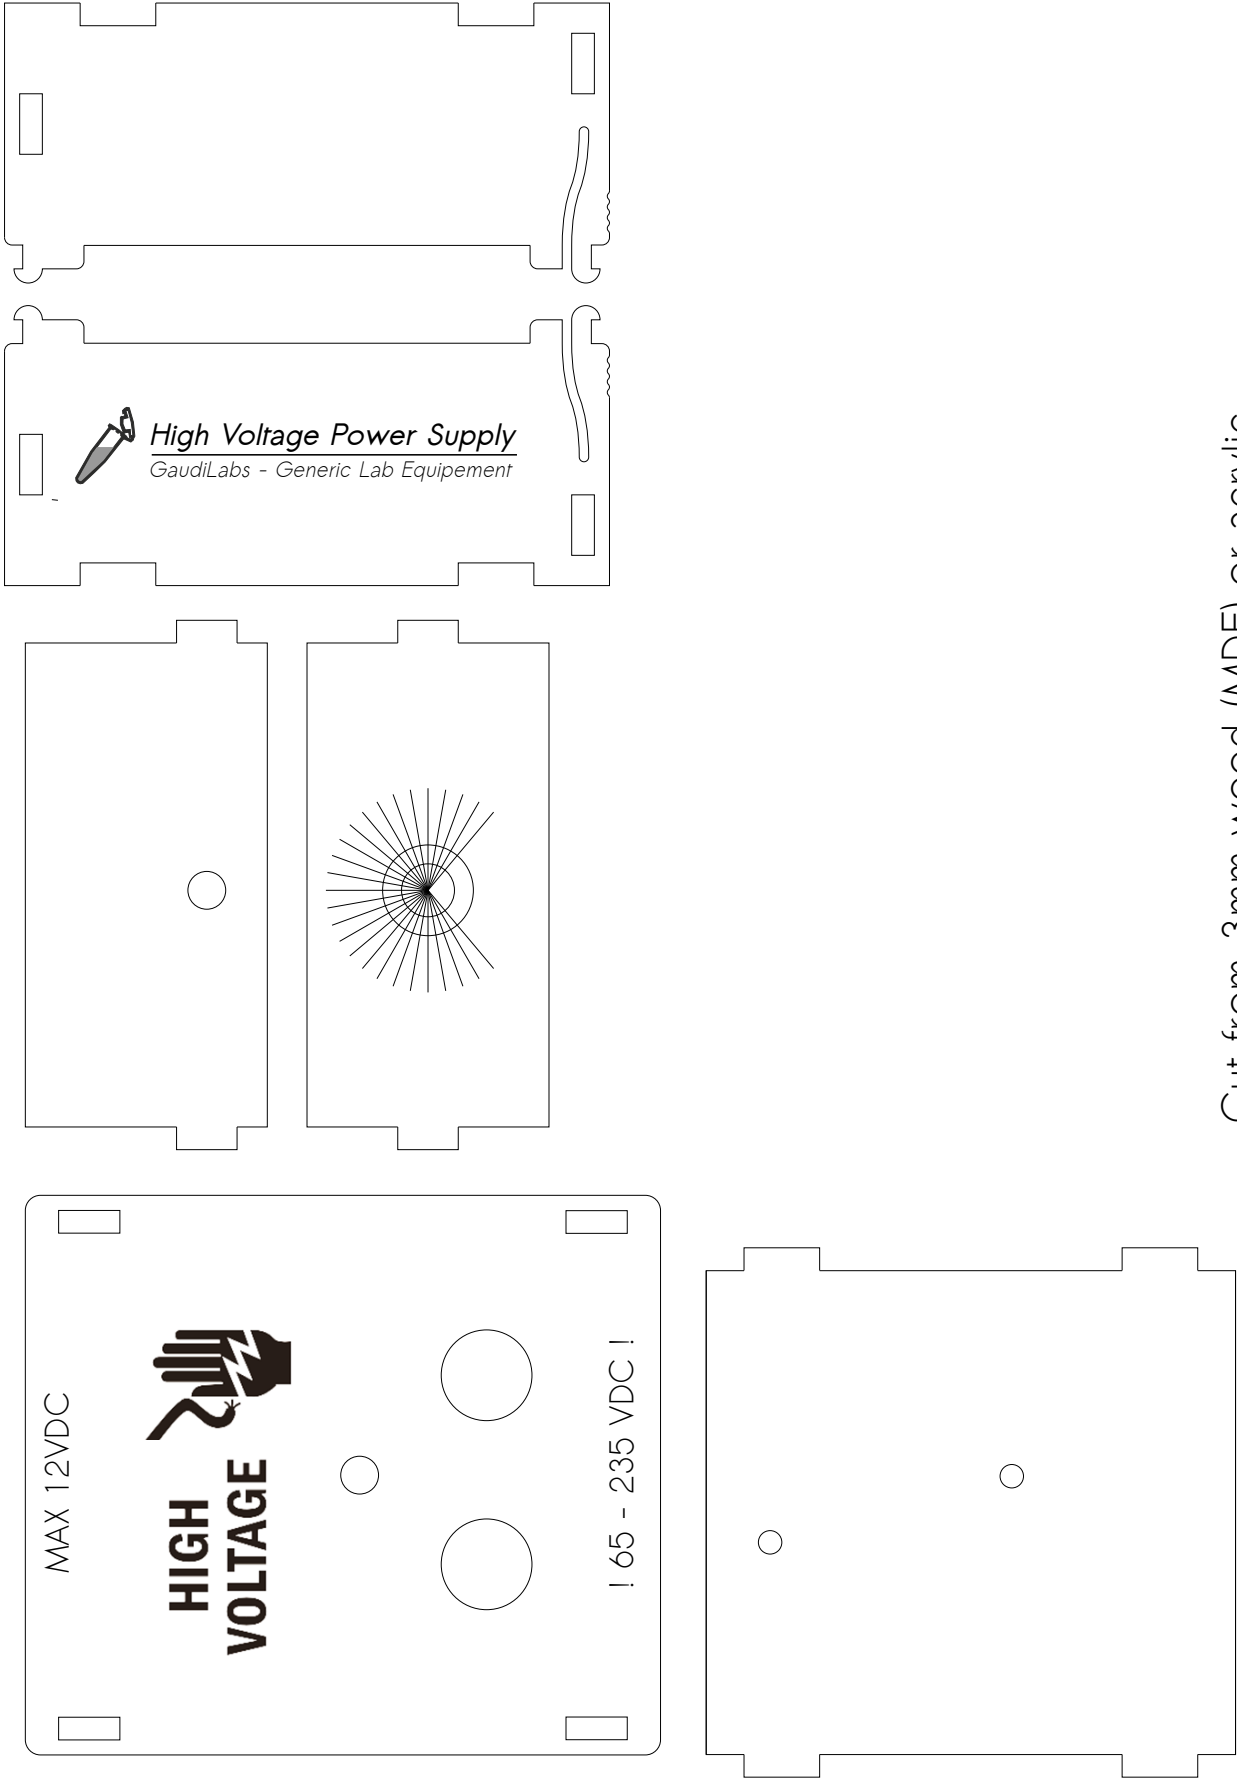 High Voltage Power Supply
GaudiLabs - Generic Lab Equipement
MAX 12VDC
HIGH
VOLTAGE
! 65 - 235 VDC !
Cut from 3mm wood (MDF) or acrylic